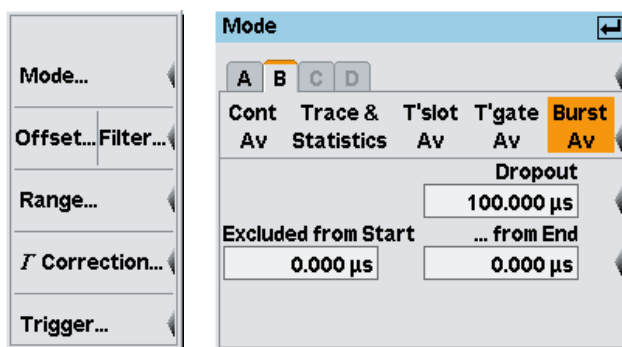 Mode...
Offset... Filter...
Range...
Γ Correction...
Trigger...
Mode
A B C D
Cont Av Trace & Statistics T'slot Av T'gate Av Burst Av
Dropout
100.000 µs
Excluded from Start ... from End
0.000 µs 0.000 µs